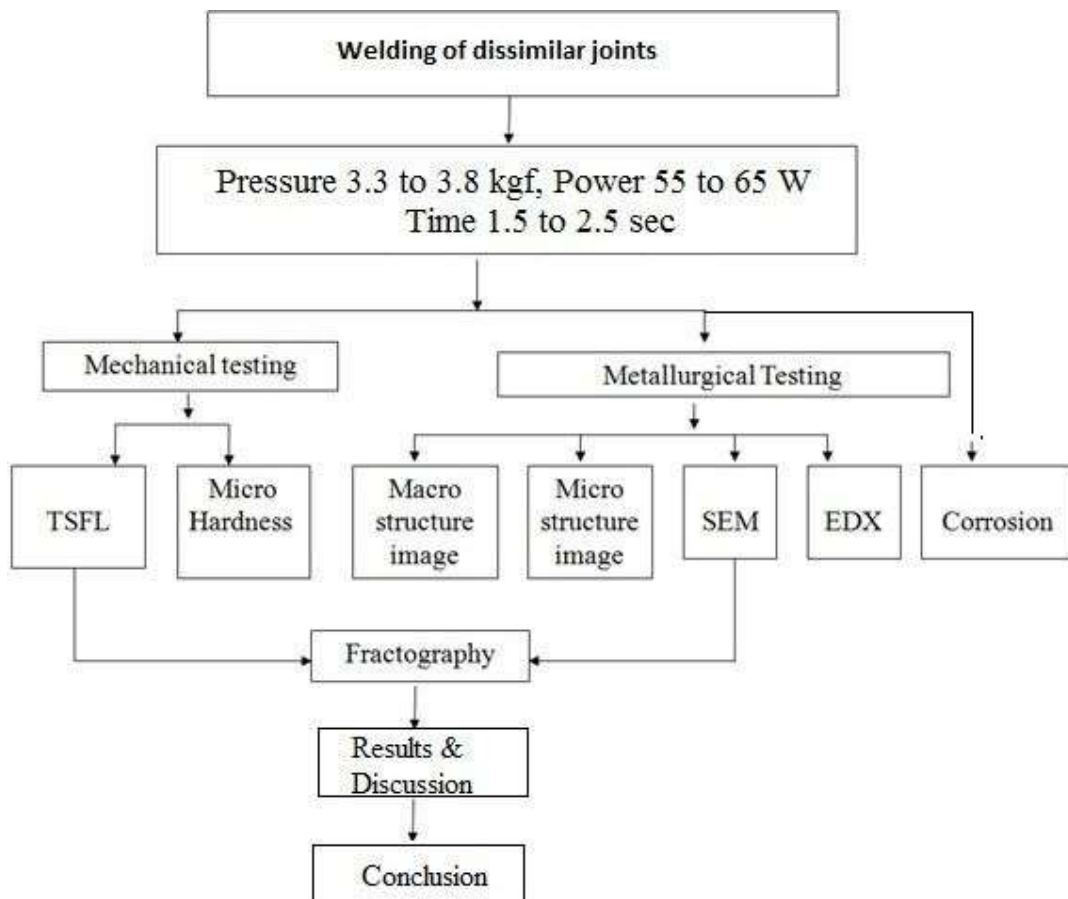 Welding of dissimilar joints
Pressure 3.3 to 3.8 kgf, Power 55 to 65 W
Time 1.5 to 2.5 sec
Mechanical testing
Metallurgical Testing
TSFL
Micro
Hardness
Macro
structure
image
Micro
structure
image
SEM
EDX
Corrosion
Fractography
Results &
Discussion
Conclusion